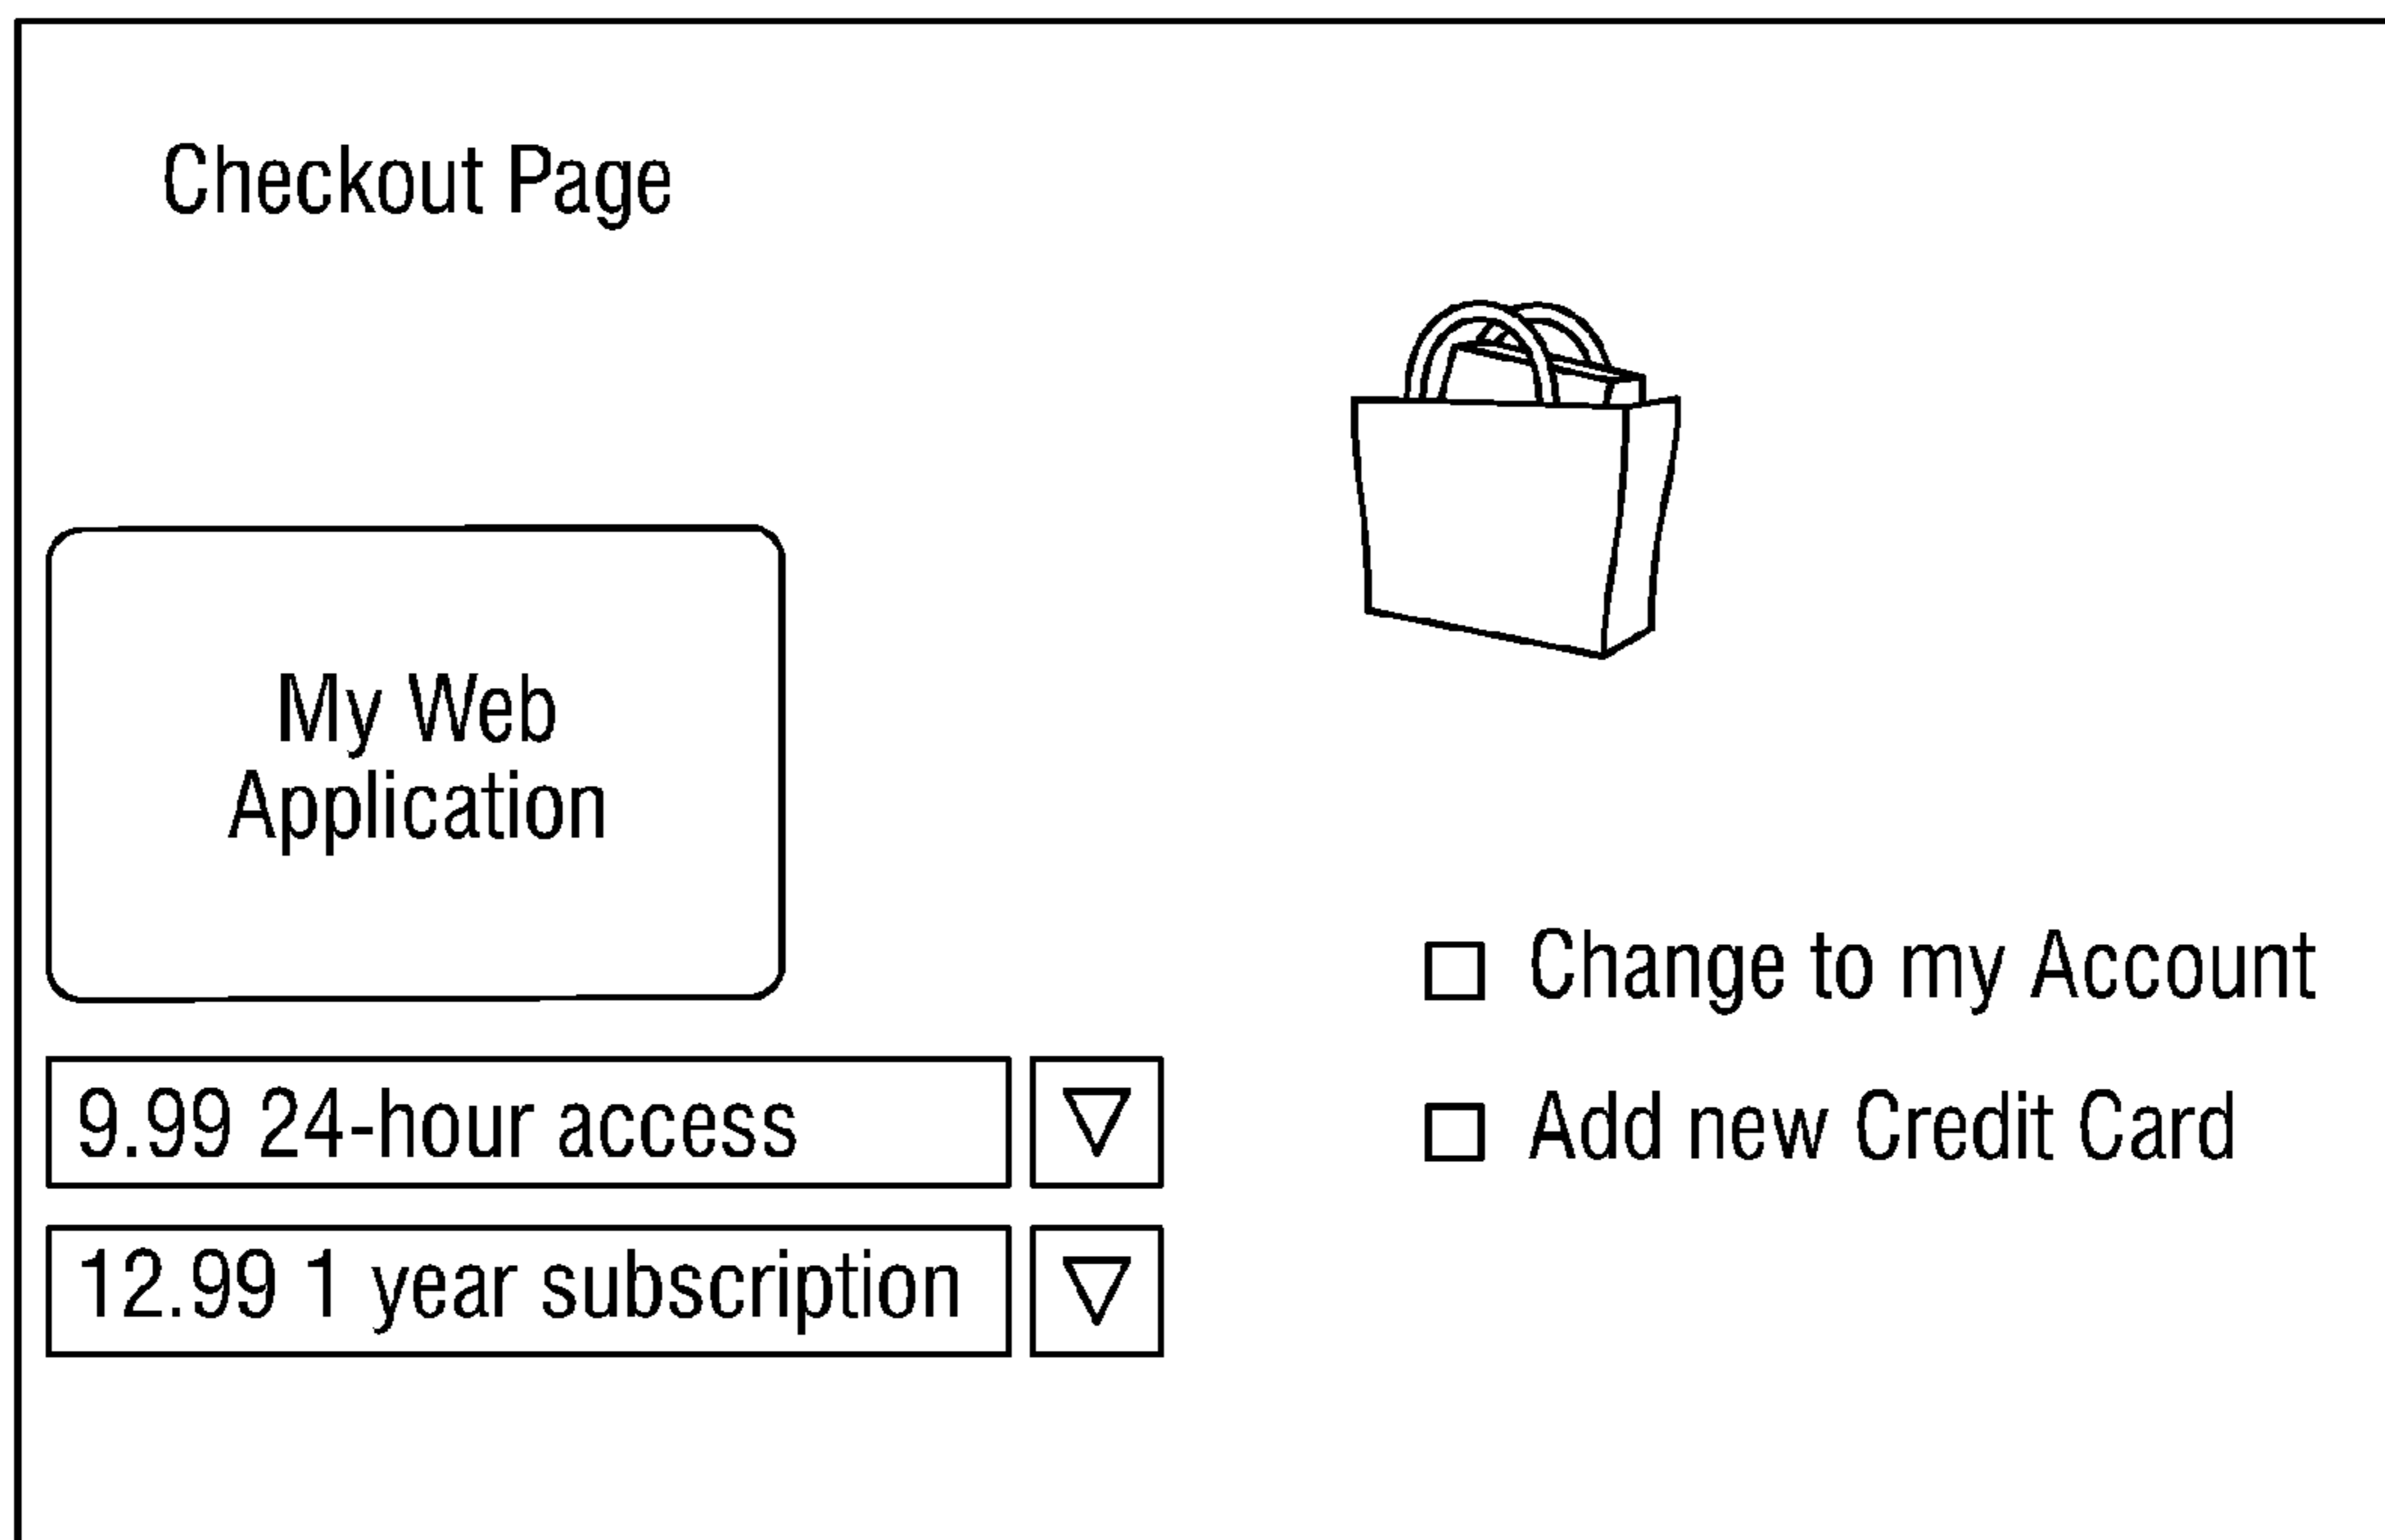 Checkout Page
My Web
Application
9.99 24-hour access
12.99 1 year subscription
Change to my Account
Add new Credit Card